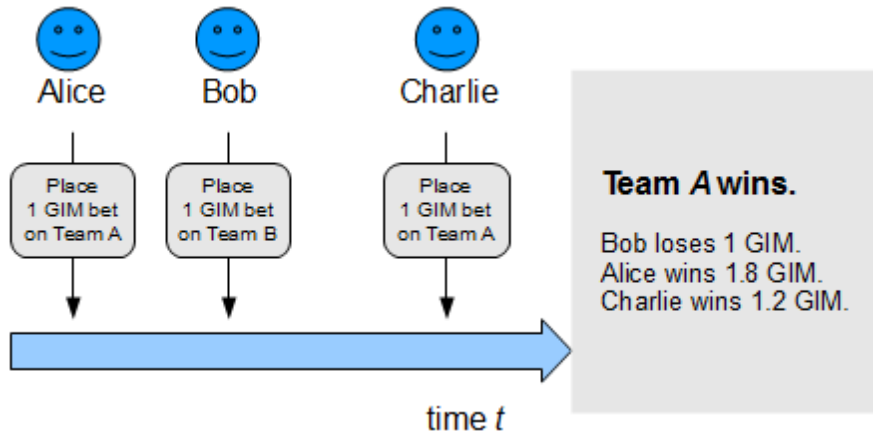 Alice
Bob
Charlie
Place
1 GIM bet
on Team A
Place
1 GIM bet
on Team B
Place
1 GIM bet
on Team A
Team A wins.
Bob loses 1 GIM.
Alice wins 1.8 GIM.
Charlie wins 1.2 GIM.
time t